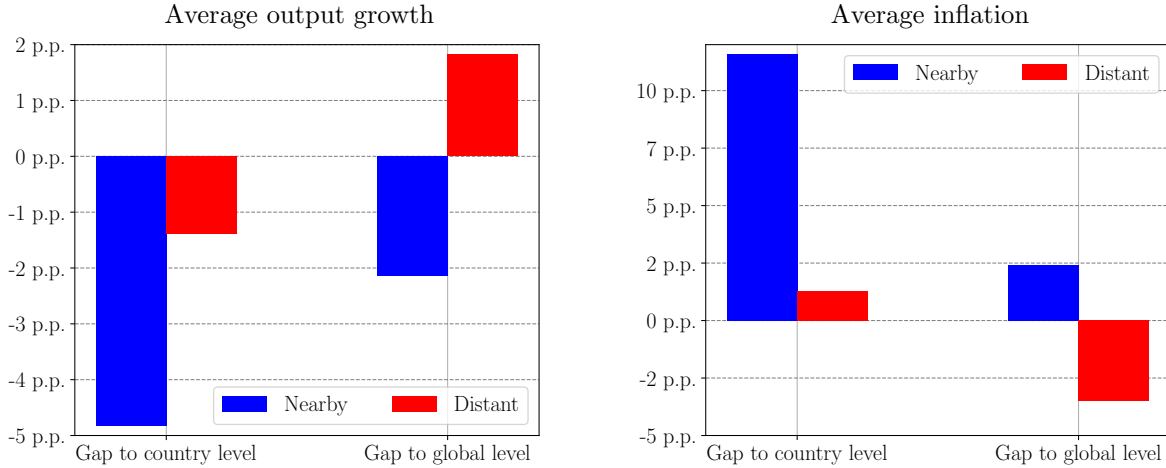 Average output growth
2 p.p.
1 p.p.
0 p.p.
-1 p.p.
-2 p.p.
-3 p.p.
-4 p.p.
-5 p.p.
Nearby
Distant
Gap to country level
Gap to global level
Average inflation
10 p.p.
7 p.p.
5 p.p.
2 p.p.
0 p.p.
-2 p.p.
-5 p.p.
Nearby
Distant
Gap to country level
Gap to global level